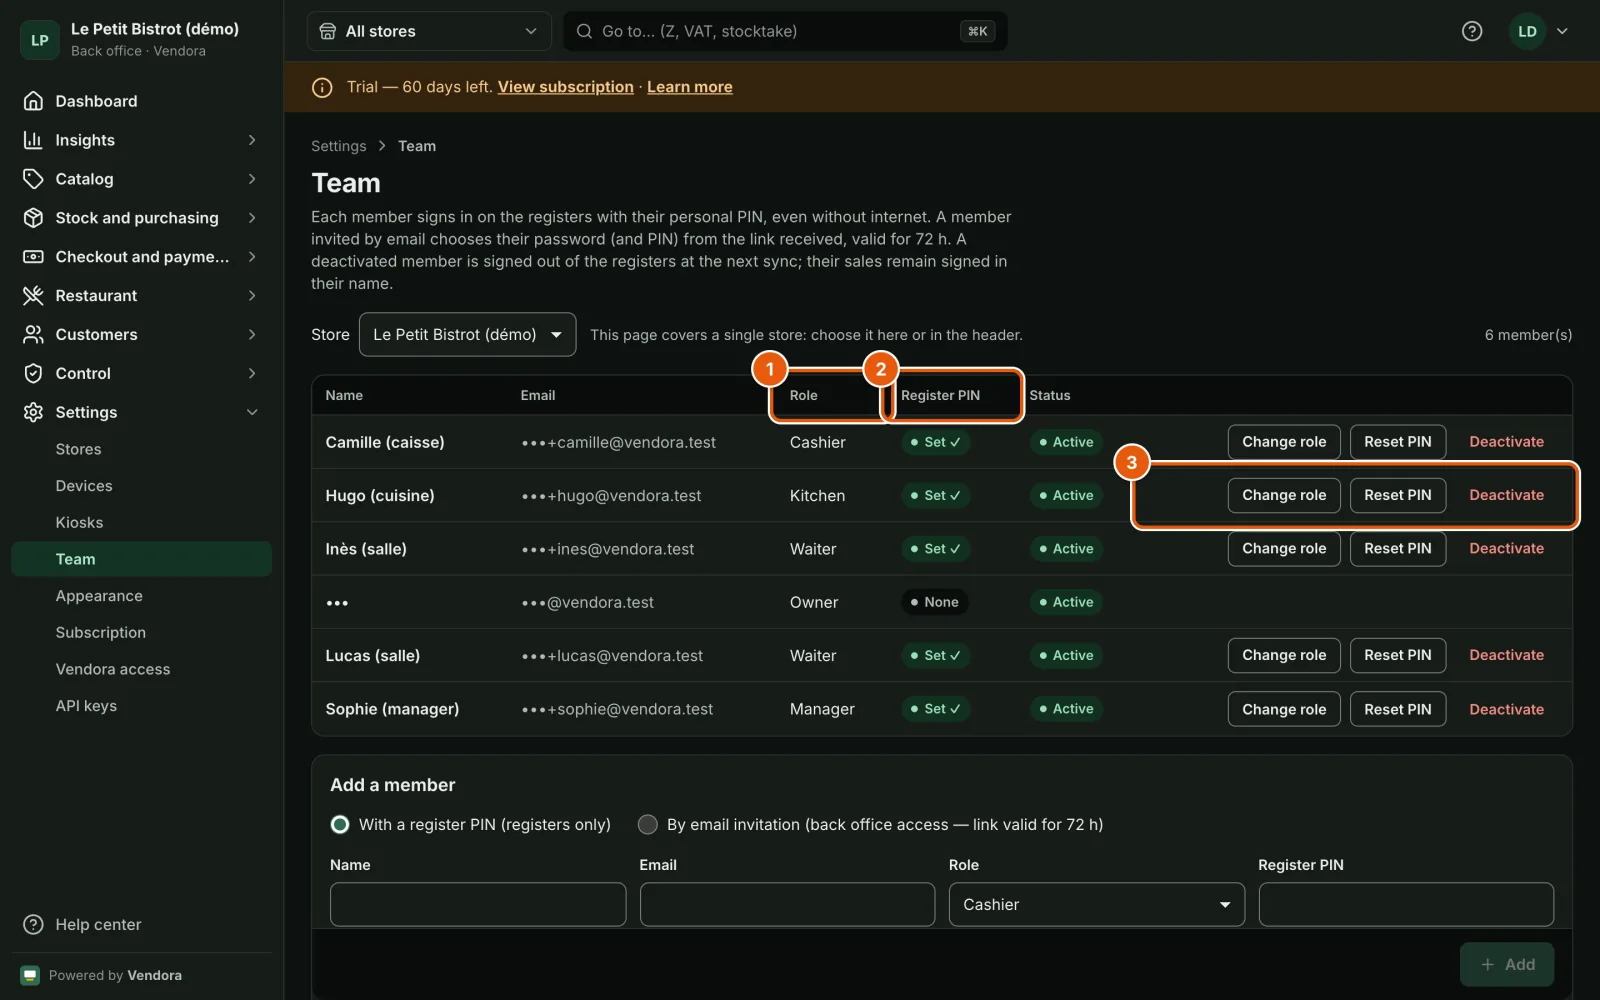 LP
Le Petit Bistrot (démo)
Back office · Vendora
Dashboard
Insights
Catalog
Stock and purchasing
Checkout and payme...
Restaurant
Customers
Control
Settings
Stores
Devices
Kiosks
Team
Appearance
Subscription
Vendora access
API keys
Help center
Powered by Vendora
All stores
Go to... (Z, VAT, stocktake)
⌘K
LD
Trial — 60 days left. View subscription · Learn more
Settings > Team
Team
Each member signs in on the registers with their personal PIN, even without internet. A member
invited by email chooses their password (and PIN) from the link received, valid for 72 h. A
deactivated member is signed out of the registers at the next sync; their sales remain signed in
their name.
Store
Le Petit Bistrot (démo)
This page covers a single store: choose it here or in the header.
6 member(s)
1
2
3
Name Email Role Register PIN Status
Camille (caisse) •••+camille@vendora.test Cashier Set ✓ Active Change role Reset PIN Deactivate
Hugo (cuisine) •••+hugo@vendora.test Kitchen Set ✓ Active Change role Reset PIN Deactivate
Inès (salle) •••+ines@vendora.test Waiter Set ✓ Active Change role Reset PIN Deactivate
••• •••@vendora.test Owner None Active
Lucas (salle) •••+lucas@vendora.test Waiter Set ✓ Active Change role Reset PIN Deactivate
Sophie (manager) •••+sophie@vendora.test Manager Set ✓ Active Change role Reset PIN Deactivate
Add a member
With a register PIN (registers only)
By email invitation (back office access — link valid for 72 h)
Name Email Role Register PIN
Cashier
+ Add